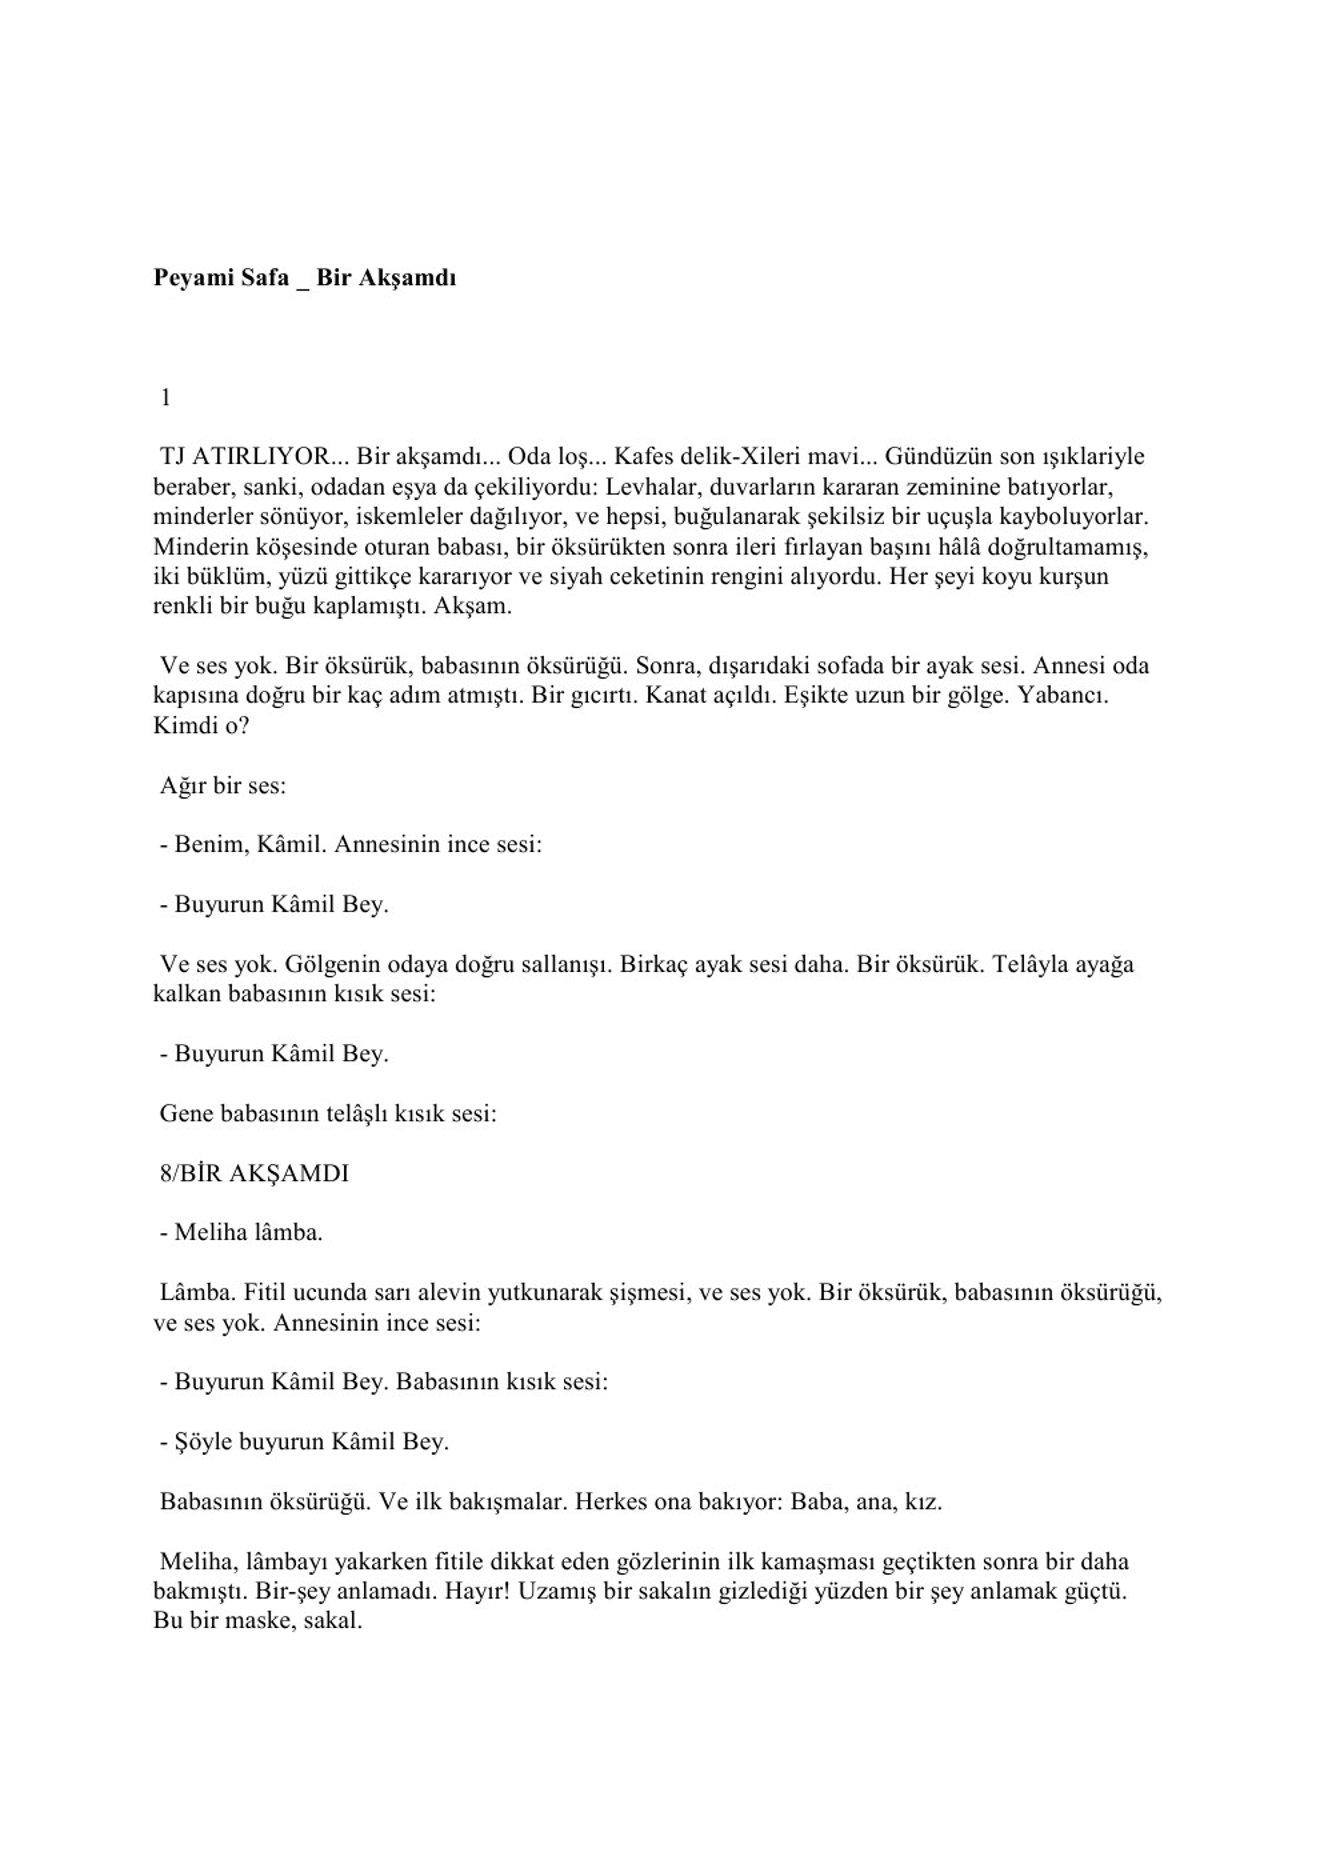 Peyami Safa _ Bir Akşamdı
1
TJ ATIRLIYOR... Bir akşamdı... Oda loş... Kafes delik-Xileri mavi... Gündüzün son ışıklariyle
beraber, sanki, odadan eşya da çekiliyordu: Levhalar, duvarların kararan zeminine batıyorlar,
minderler sönüyor, iskemleler dağılıyor, ve hepsi, buğulanarak şekilsiz bir uçuşla kayboluyorlar.
Minderin köşesinde oturan babası, bir öksürükten sonra ileri fırlayan başını hâlâ doğrultamamış,
iki büklüm, yüzü gittikçe kararıyor ve siyah ceketinin rengini alıyordu. Her şeyi koyu kurşun
renkli bir buğu kaplamıştı. Akşam.
Ve ses yok. Bir öksürük, babasının öksürüğü. Sonra, dışarıdaki sofada bir ayak sesi. Annesi oda
kapısına doğru bir kaç adım atmıştı. Bir gıcırtı. Kanat açıldı. Eşikte uzun bir gölge. Yabancı.
Kimdi o?
Ağır bir ses:
- Benim, Kâmil. Annesinin ince sesi:
- Buyurun Kâmil Bey.
Ve ses yok. Gölgenin odaya doğru sallanışı. Birkaç ayak sesi daha. Bir öksürük. Telâyla ayağa
kalkan babasının kısık sesi:
- Buyurun Kâmil Bey.
Gene babasının telâşlı kısık sesi:
8/BİR AKŞAMDI
- Meliha lâmba.
Lâmba. Fitil ucunda sarı alevin yutkunarak şişmesi, ve ses yok. Bir öksürük, babasının öksürüğü,
ve ses yok. Annesinin ince sesi:
- Buyurun Kâmil Bey. Babasının kısık sesi:
- Şöyle buyurun Kâmil Bey.
Babasının öksürüğü. Ve ilk bakışmalar. Herkes ona bakıyor: Baba, ana, kız.
Meliha, lâmbayı yakarken fitile dikkat eden gözlerinin ilk kamaşması geçtikten sonra bir daha
bakmıştı. Bir-şey anlamadı. Hayır! Uzamış bir sakalın gizlediği yüzden bir şey anlamak güçtü.
Bu bir maske, sakal.